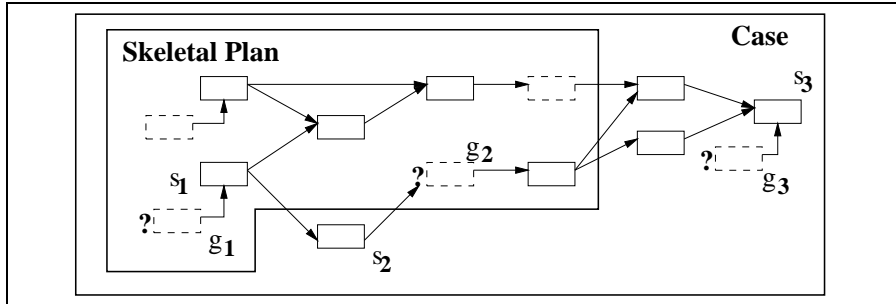 Skeletal Plan
Case
s3
g2
?
s1
?
g3
?
g1
s2